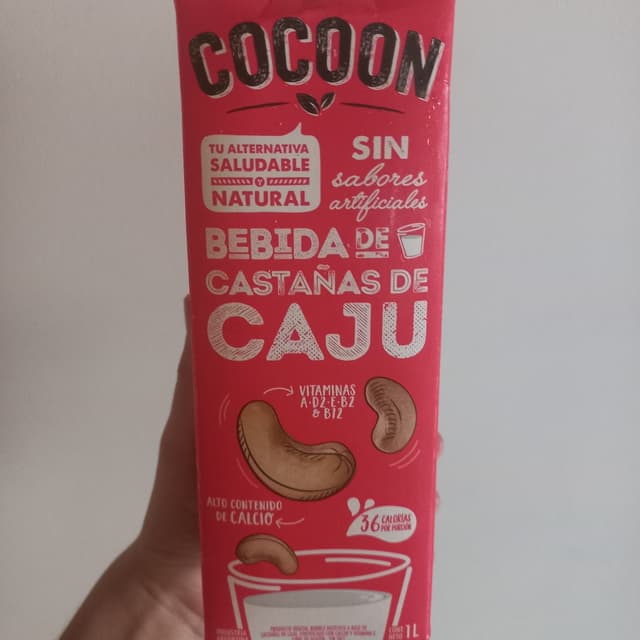 COCOON
TU ALTERNATIVA
SALUDABLE
Y
NATURAL
SIN
sabores
artificiales
BEBIDA DE
CASTAÑAS DE
CAJU
VITAMINAS
A·D2·E·B2
& B12
ALTO CONTENIDO
DE CALCIO
36 CALORÍAS
POR PORCIÓN
1L